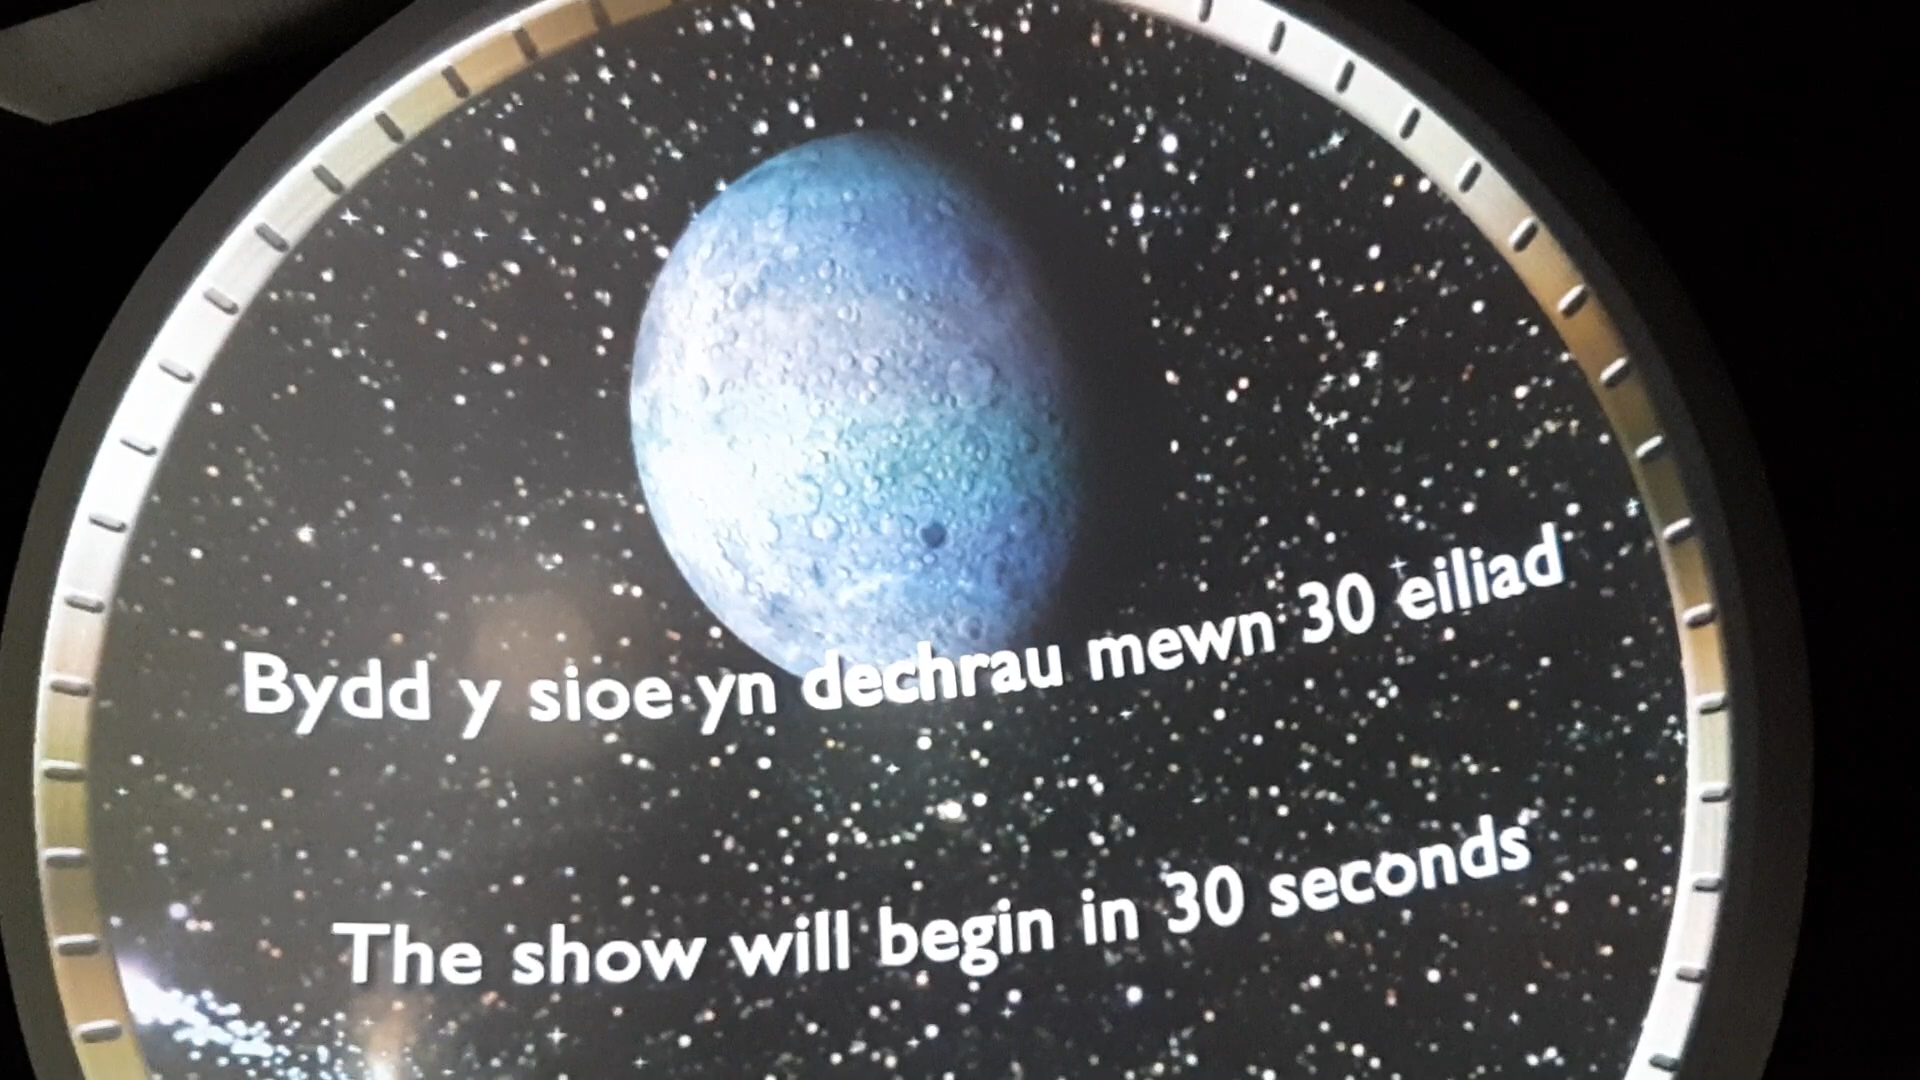 Bydd y sioe yn dechrau mewn 30 eiliad
The show will begin in 30 seconds